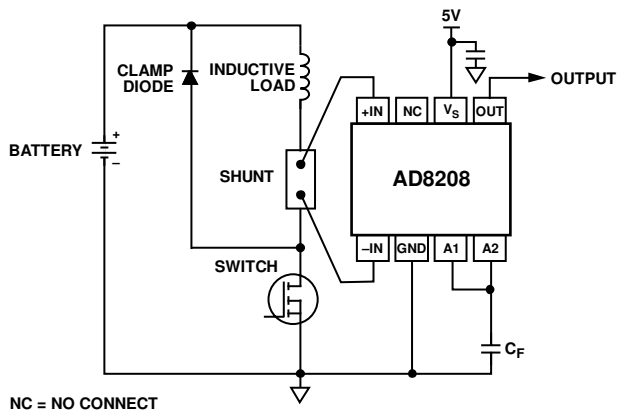 5V
CLAMP
DIODE
INDUCTIVE
LOAD
OUTPUT
+IN
NC
VS
OUT
BATTERY
+
–
SHUNT
AD8208
–IN
GND
A1
A2
SWITCH
CF
NC = NO CONNECT